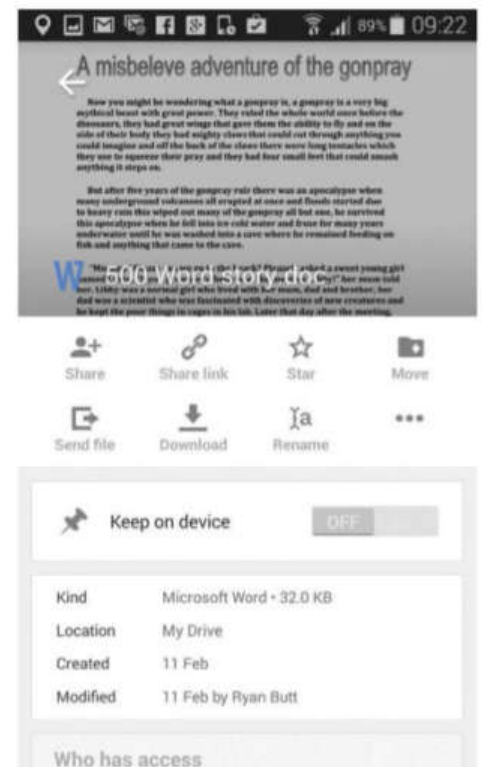 89% 09:22
A misbeleve adventure of the gonpray
Now you might be wondering what a gonpray is, a gonpray is a very big
mythical beast with great power. They ruled the whole world once before the
dinosaurs, they had great wings that gave them the ability to fly and on the
side of their body they had mighty claws that could cut through anything you
could imagine and off the back of the claws there were long tentacles which
they use to squeeze their pray and they had four small feet that could smash
anything it steps on.
But after five years of the gonpray ruir there was an apocalypse when
many underground volcanoes all erupted at once and floods started due
to heavy rain this wiped out many of the gonpray all but one, he survived
this apocalypse when he fell into ice cold water and froze for many years
underwater until he was washed into a cave where he remained feeding on
fish and anything that came to the cave.
500 Word story.doc
asked a sweet young girl
named her mum told
her. Libby was a normal girl who lived with her mum, dad and brother, her
dad was a scientist who was fascinated with discoveries of new creatures and
he kept the poor things in cages in his lab. Later that day after the meeting,
Share Share link Star Move
Send file Download Rename
Keep on device OFF
Kind Microsoft Word • 32.0 KB
Location My Drive
Created 11 Feb
Modified 11 Feb by Ryan Butt
Who has access